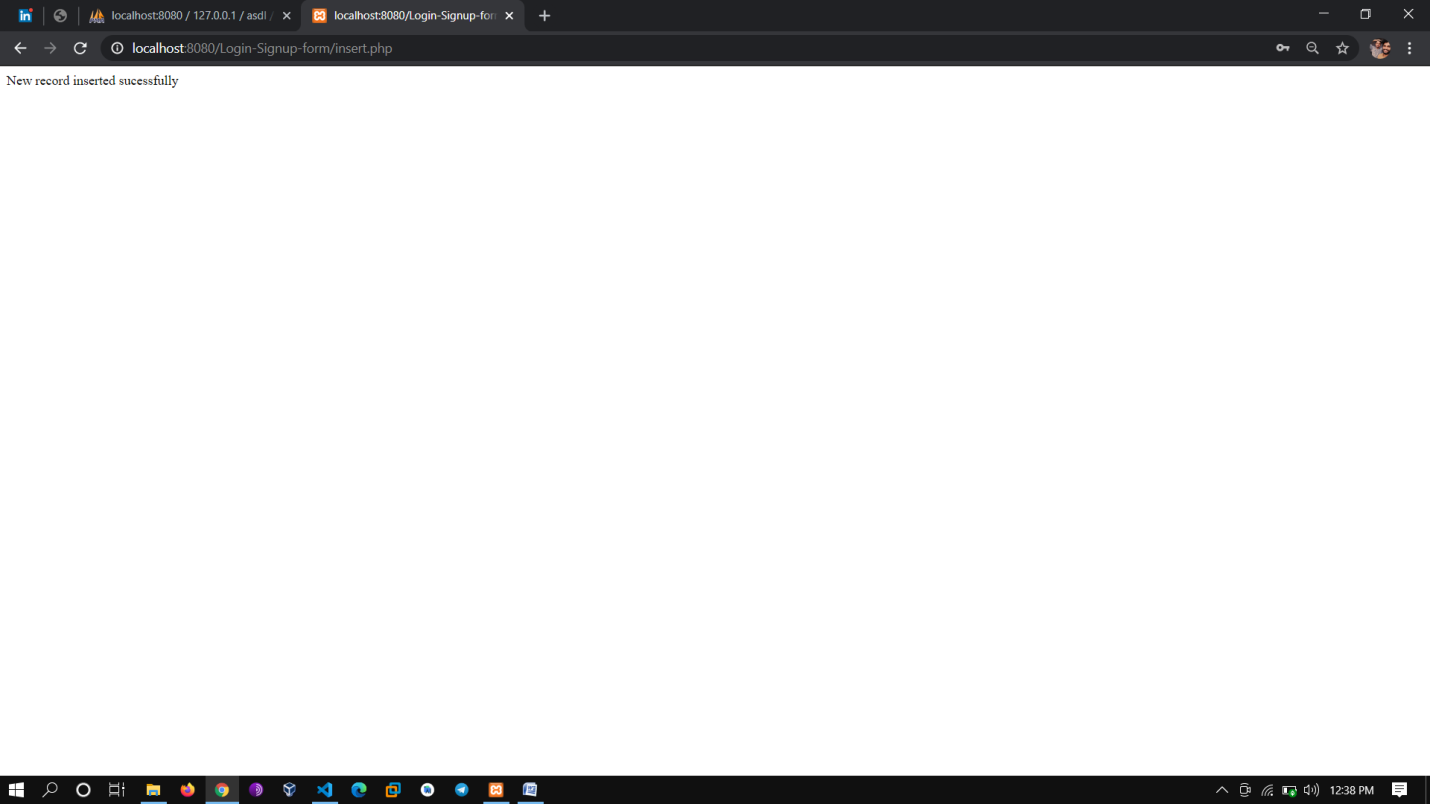 in
localhost:8080 / 127.0.0.1 / asdl /
localhost:8080/Login-Signup-for
localhost:8080/Login-Signup-form/insert.php
New record inserted sucessfully
12:38 PM